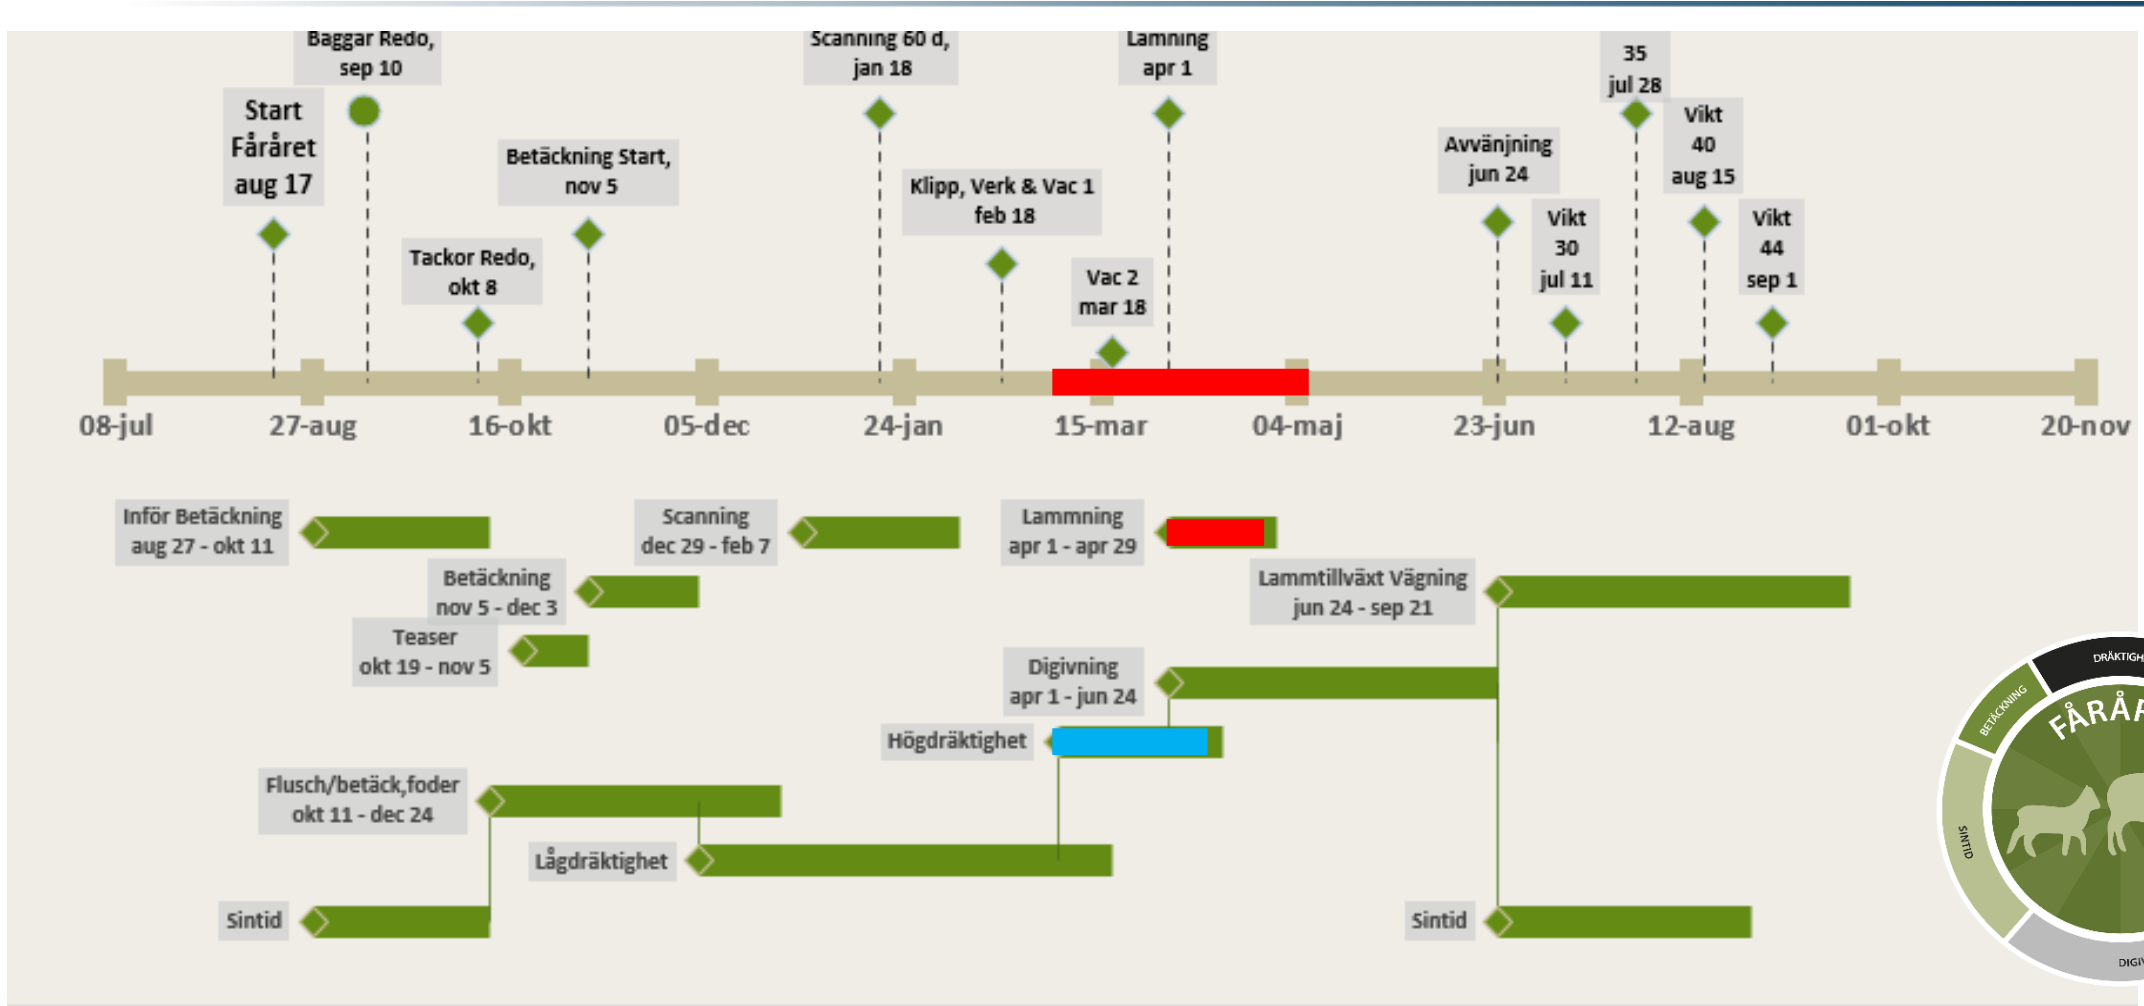 Baggar Redo,
sep 10
Scanning 60 d,
jan 18
Lamning
apr 1
35
jul 28
Start
Fåråret
aug 17
Vikt
40
aug 15
Betäckning Start,
nov 5
Avvänjning
jun 24
Klipp, Verk & Vac 1
feb 18
Vikt
30
jul 11
Vikt
44
sep 1
Tackor Redo,
okt 8
Vac 2
mar 18
08-jul
27-aug
16-okt
05-dec
24-jan
15-mar
04-maj
23-jun
12-aug
01-okt
20-nov
Inför Betäckning
aug 27 - okt 11
Scanning
dec 29 - feb 7
Lammning
apr 1 - apr 29
Betäckning
nov 5 - dec 3
Lammtillväxt Vägning
jun 24 - sep 21
Teaser
okt 19 - nov 5
Digivning
apr 1 - jun 24
Högdräktighet
Flusch/betäck,foder
okt 11 - dec 24
Lågdräktighet
Sintid
Sintid
DRÄKTIGH
BETÄCKNING
FÅRÅR
SINTID
DIGIV